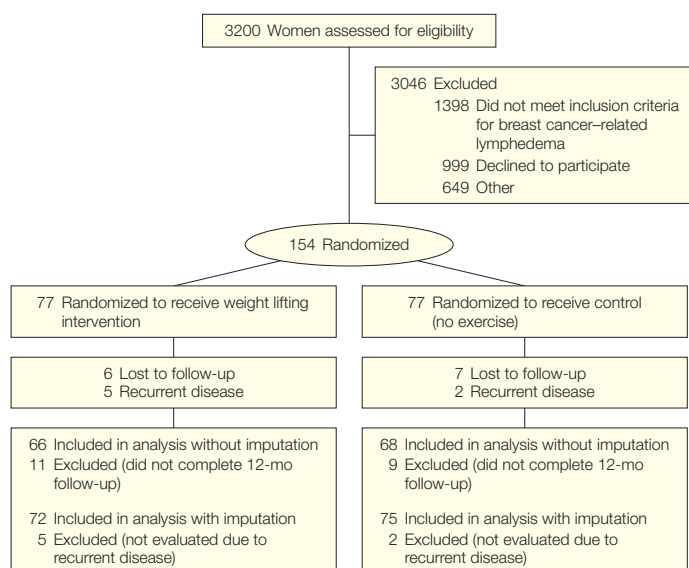 3200 Women assessed for eligibility
3046 Excluded
1398 Did not meet inclusion criteria
for breast cancer–related
lymphedema
999 Declined to participate
649 Other
154 Randomized
77 Randomized to receive weight lifting
intervention
77 Randomized to receive control
(no exercise)
6 Lost to follow-up
5 Recurrent disease
7 Lost to follow-up
2 Recurrent disease
66 Included in analysis without imputation
11 Excluded (did not complete 12-mo
follow-up)
72 Included in analysis with imputation
5 Excluded (not evaluated due to
recurrent disease)
68 Included in analysis without imputation
9 Excluded (did not complete 12-mo
follow-up)
75 Included in analysis with imputation
2 Excluded (not evaluated due to
recurrent disease)